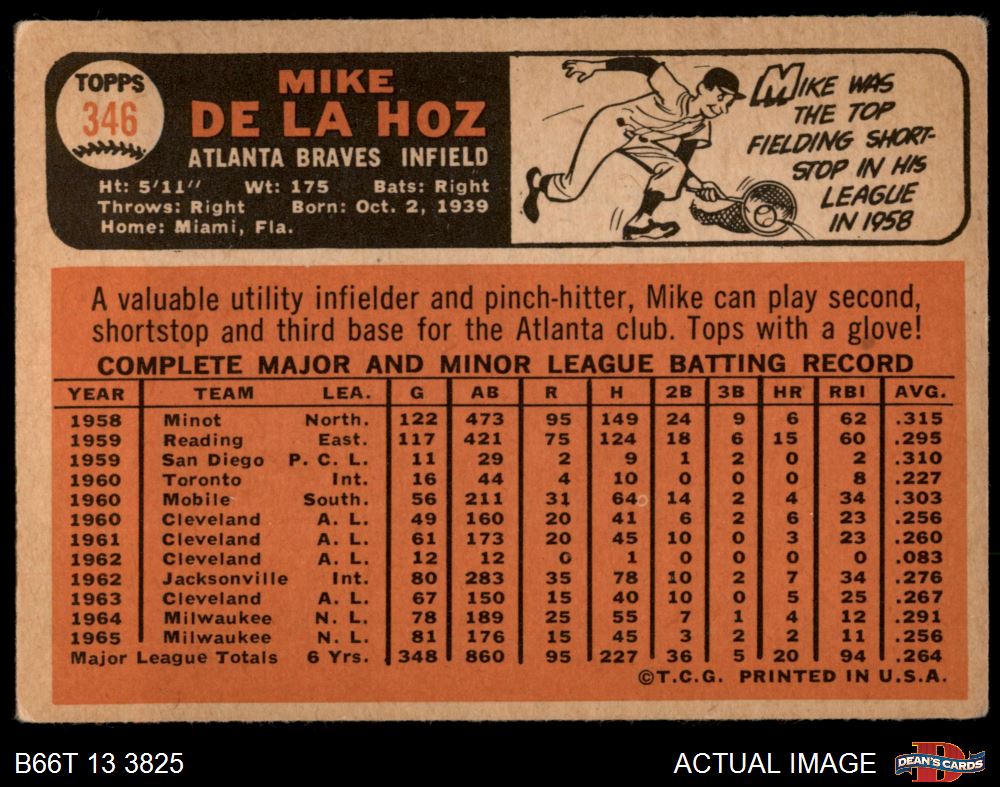 TOPPS
346
MIKE
DE LA HOZ
ATLANTA BRAVES INFIELD
Ht: 5'11" Wt: 175 Bats: Right
Throws: Right Born: Oct. 2, 1939
Home: Miami, Fla.
MIKE WAS
THE TOP
FIELDING SHORT-
STOP IN HIS
LEAGUE
IN 1958
A valuable utility infielder and pinch-hitter, Mike can play second,
shortstop and third base for the Atlanta club. Tops with a glove!
COMPLETE MAJOR AND MINOR LEAGUE BATTING RECORD
YEAR TEAM LEA. G AB R H 2B 3B HR RBI AVG.
1958 Minot North. 122 473 95 149 24 9 6 62 .315
1959 Reading East. 117 421 75 124 18 6 15 60 .295
1959 San Diego P. C. L. 11 29 2 9 1 2 0 2 .310
1960 Toronto Int. 16 44 4 10 0 0 0 8 .227
1960 Mobile South. 56 211 31 64 14 2 4 34 .303
1960 Cleveland A. L. 49 160 20 41 6 2 6 23 .256
1961 Cleveland A. L. 61 173 20 45 10 0 3 23 .260
1962 Cleveland A. L. 12 12 0 1 0 0 0 0 .083
1962 Jacksonville Int. 80 283 35 78 10 2 7 34 .276
1963 Cleveland A. L. 67 150 15 40 10 0 5 25 .267
1964 Milwaukee N. L. 78 189 25 55 7 1 4 12 .291
1965 Milwaukee N. L. 81 176 15 45 3 2 2 11 .256
Major League Totals 6 Yrs. 348 860 95 227 36 5 20 94 .264
©T.C.G. PRINTED IN U.S.A.
B66T 13 3825
ACTUAL IMAGE
D
DEAN'S CARDS